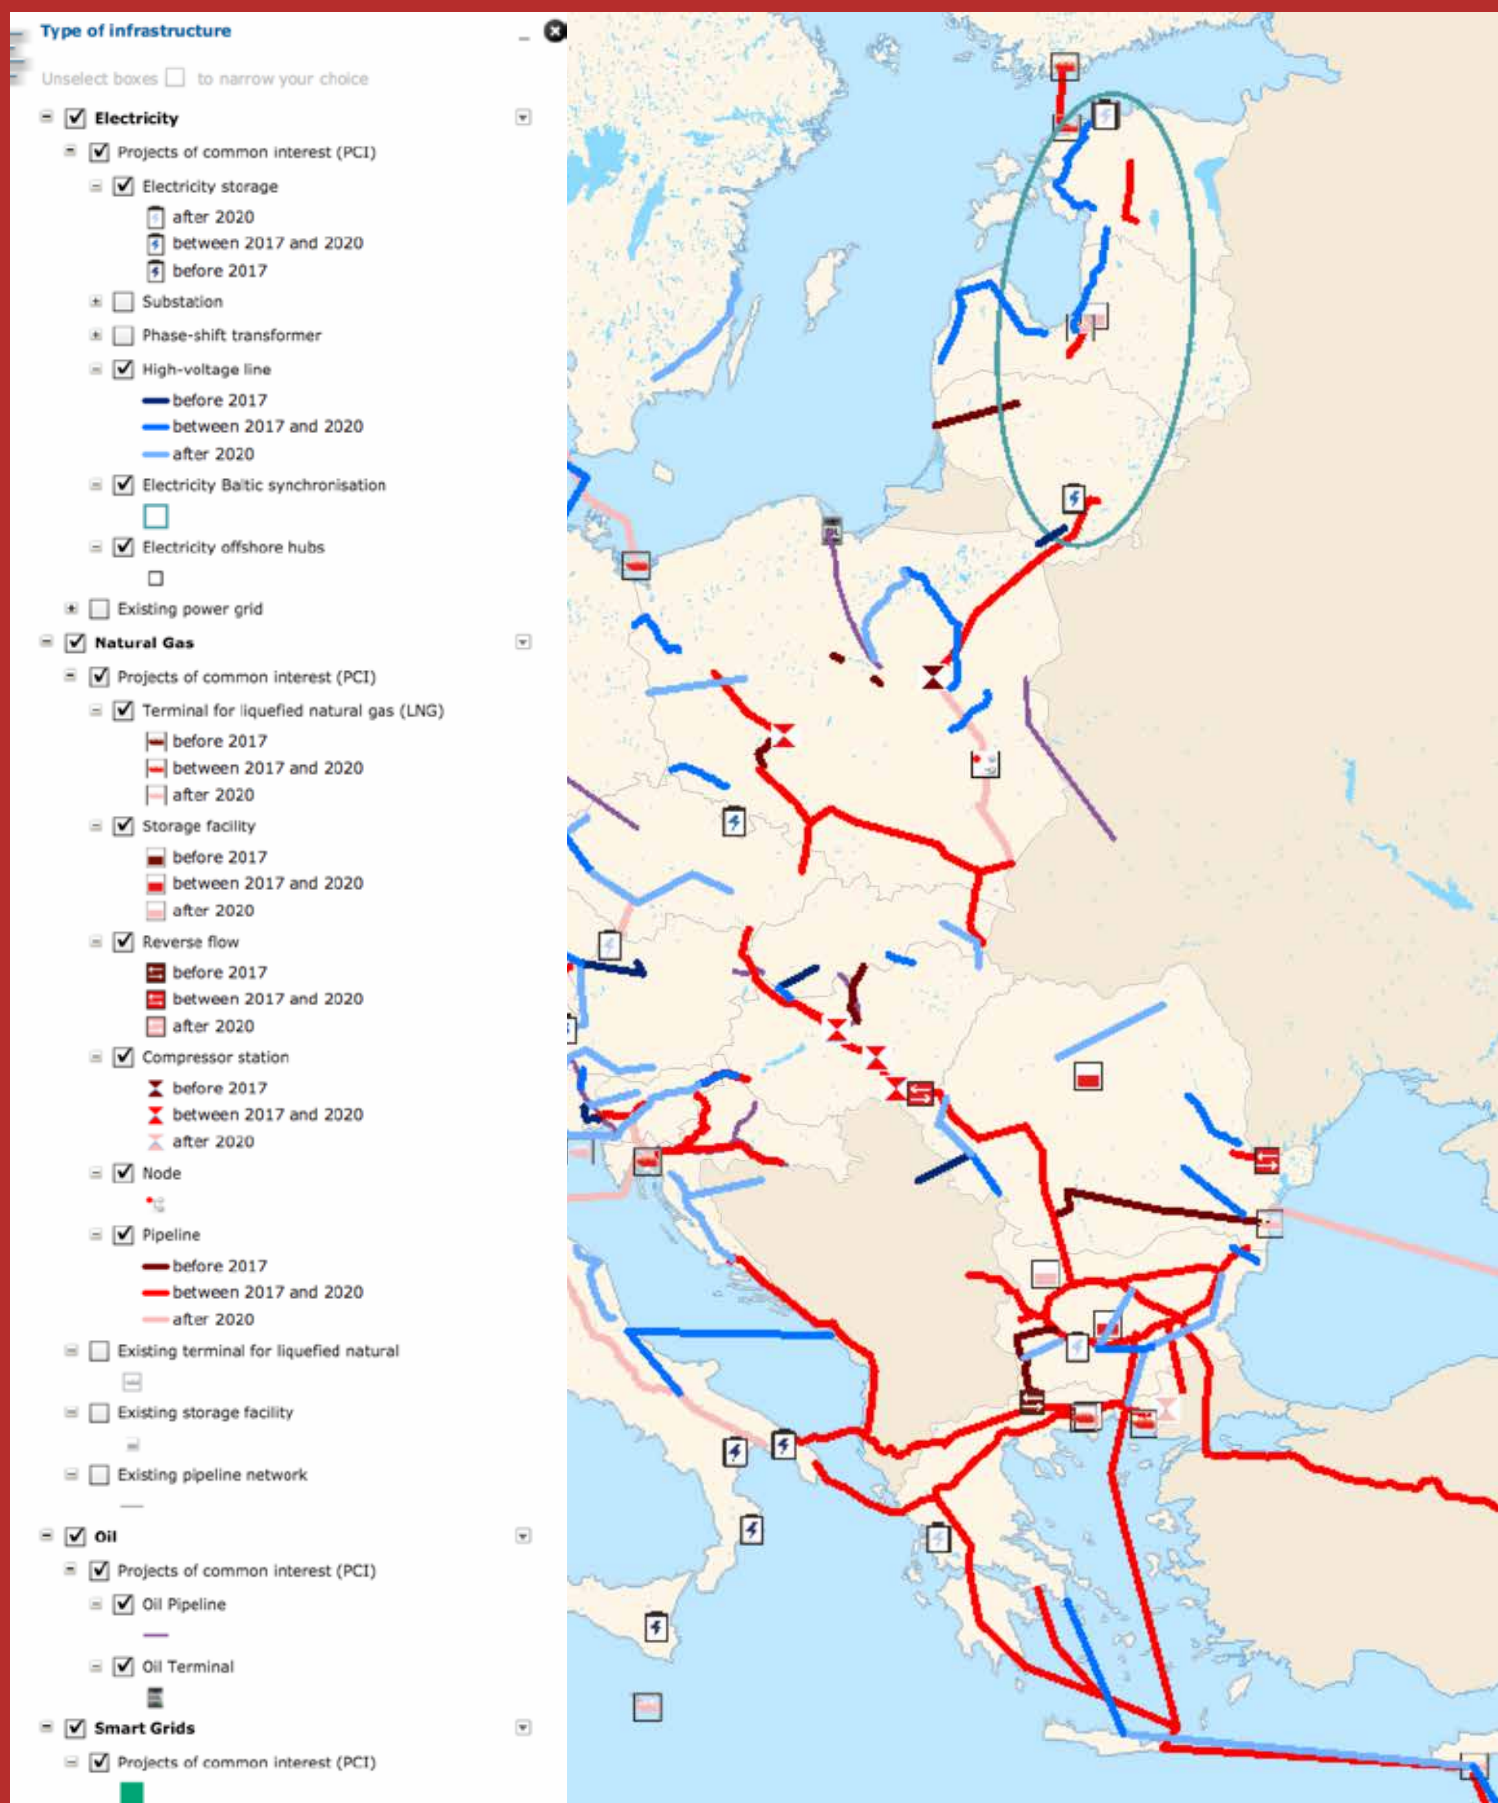 Type of infrastructure
Unselect boxes to narrow your choice
Electricity
Projects of common interest (PCI)
Electricity storage
after 2020
between 2017 and 2020
before 2017
Substation
Phase-shift transformer
High-voltage line
before 2017
between 2017 and 2020
after 2020
Electricity Baltic synchronisation
Electricity offshore hubs
Existing power grid
Natural Gas
Projects of common interest (PCI)
Terminal for liquefied natural gas (LNG)
before 2017
between 2017 and 2020
after 2020
Storage facility
before 2017
between 2017 and 2020
after 2020
Reverse flow
before 2017
between 2017 and 2020
after 2020
Compressor station
before 2017
between 2017 and 2020
after 2020
Node
Pipeline
before 2017
between 2017 and 2020
after 2020
Existing terminal for liquefied natural
Existing storage facility
Existing pipeline network
Oil
Projects of common interest (PCI)
Oil Pipeline
Oil Terminal
Smart Grids
Projects of common interest (PCI)